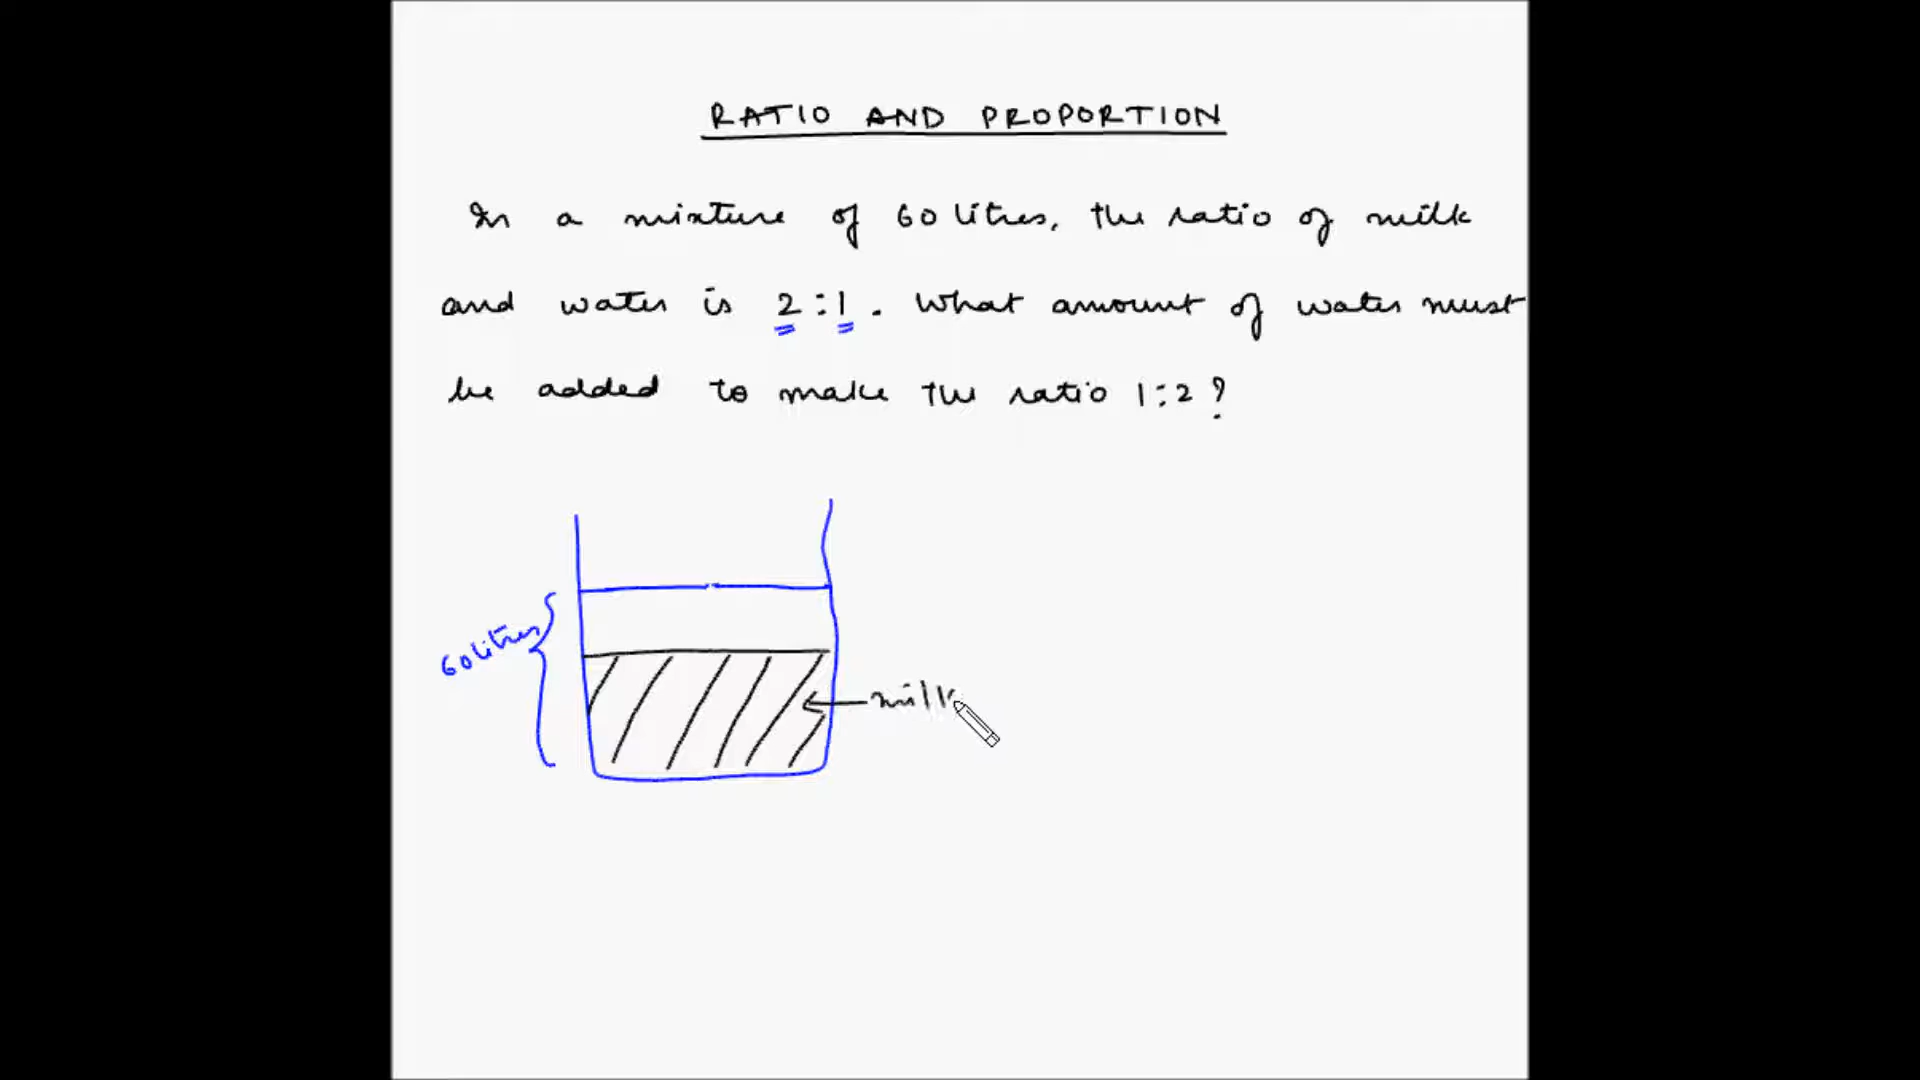 RATIO AND PROPORTION
In a mixture of 60 litres, the ratio of milk
and water is 2:1. What amount of water must
be added to make the ratio 1:2?
60 litres
milk